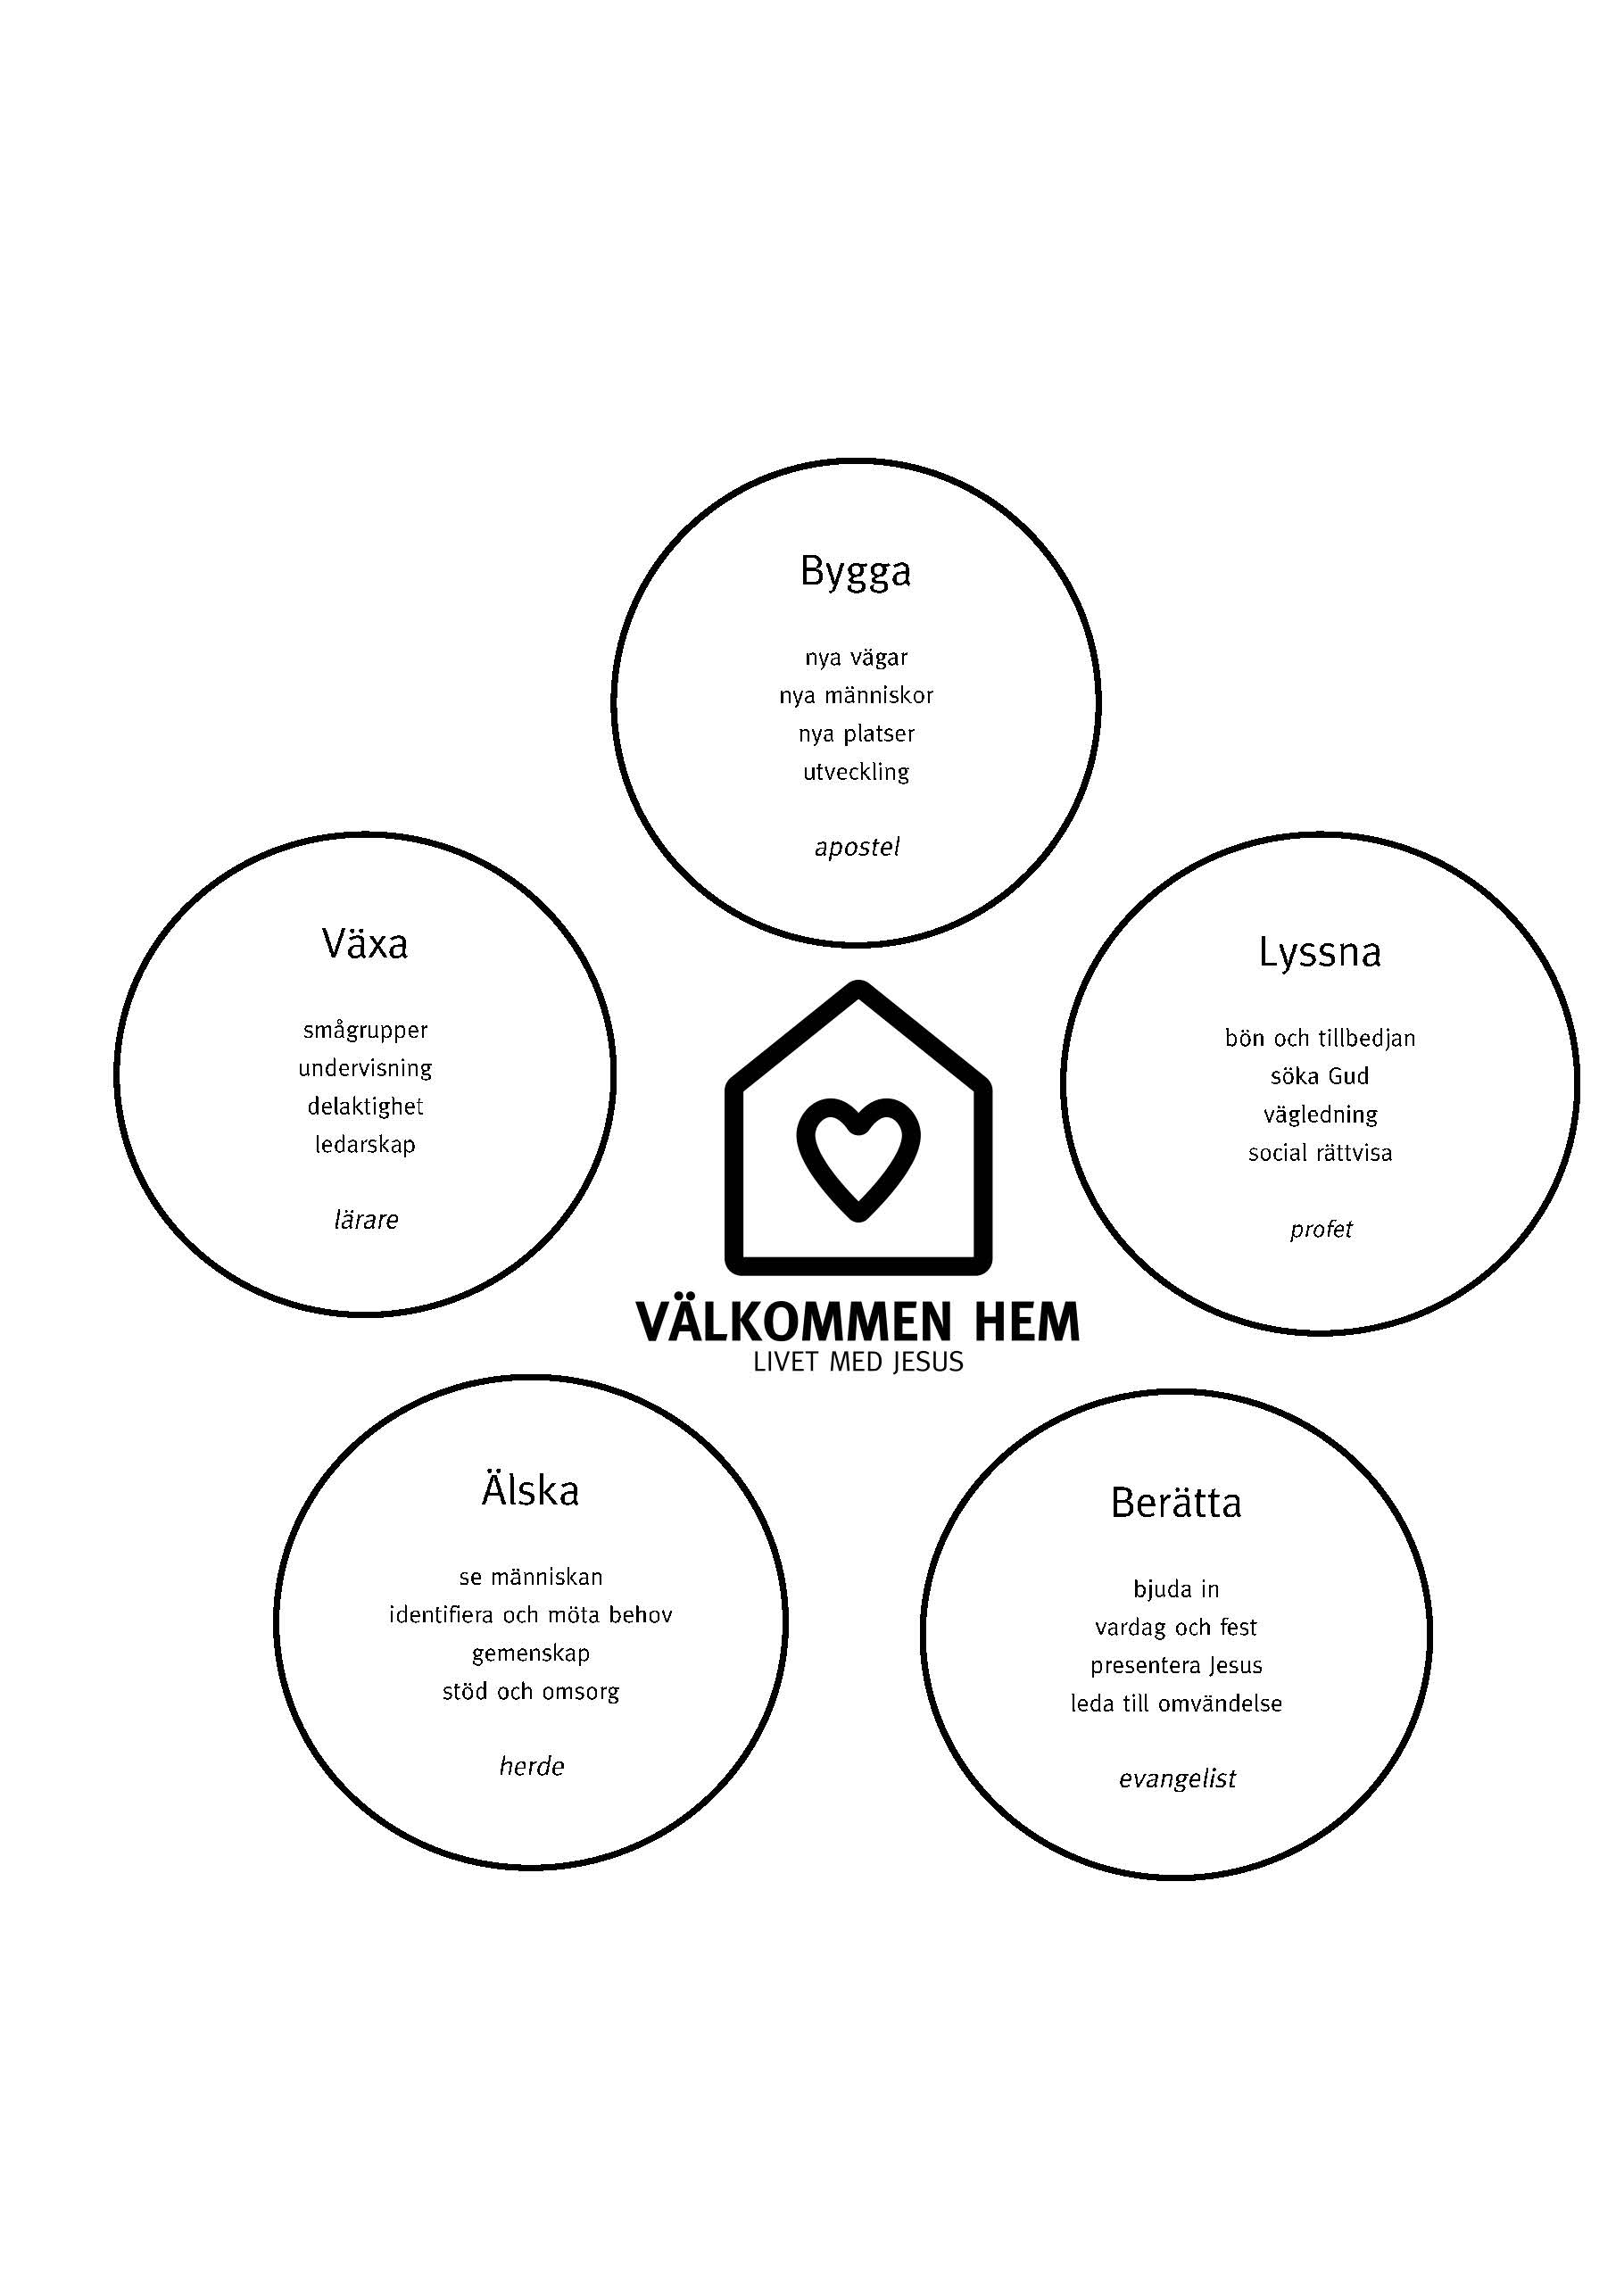 Bygga
nya vägar
nya människor
nya platser
utveckling
apostel
Växa
smågrupper
undervisning
delaktighet
ledarskap
lärare
Lyssna
bön och tillbedjan
söka Gud
vägledning
social rättvisa
profet
VÄLKOMMEN HEM
LIVET MED JESUS
Älska
se människan
identifiera och möta behov
gemenskap
stöd och omsorg
herde
Berätta
bjuda in
vardag och fest
presentera Jesus
leda till omvändelse
evangelist